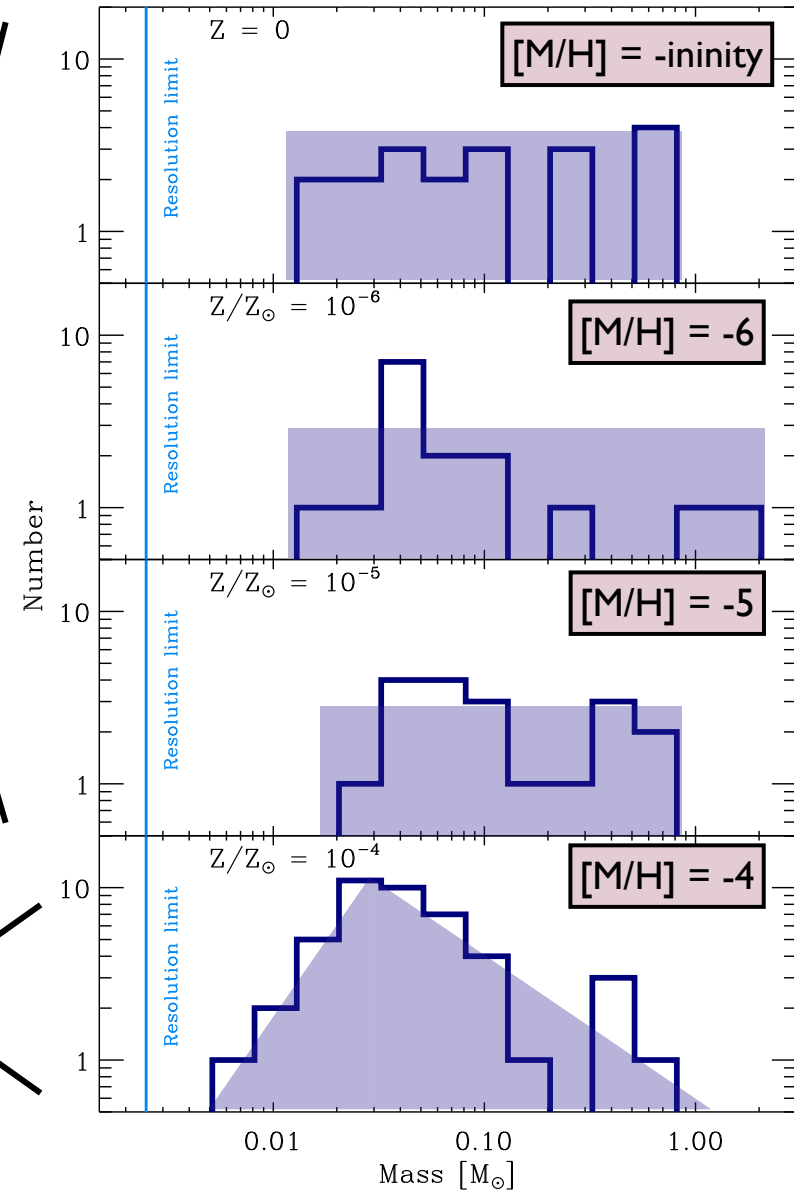 Z = 0
[M/H] = -ininity
10
1
Resolution limit
Z/Z☉ = 10⁻⁶
[M/H] = -6
10
1
Resolution limit
Z/Z☉ = 10⁻⁵
[M/H] = -5
10
1
Resolution limit
Z/Z☉ = 10⁻⁴
[M/H] = -4
10
1
Resolution limit
Number
0.01 0.10 1.00
Mass [M☉]